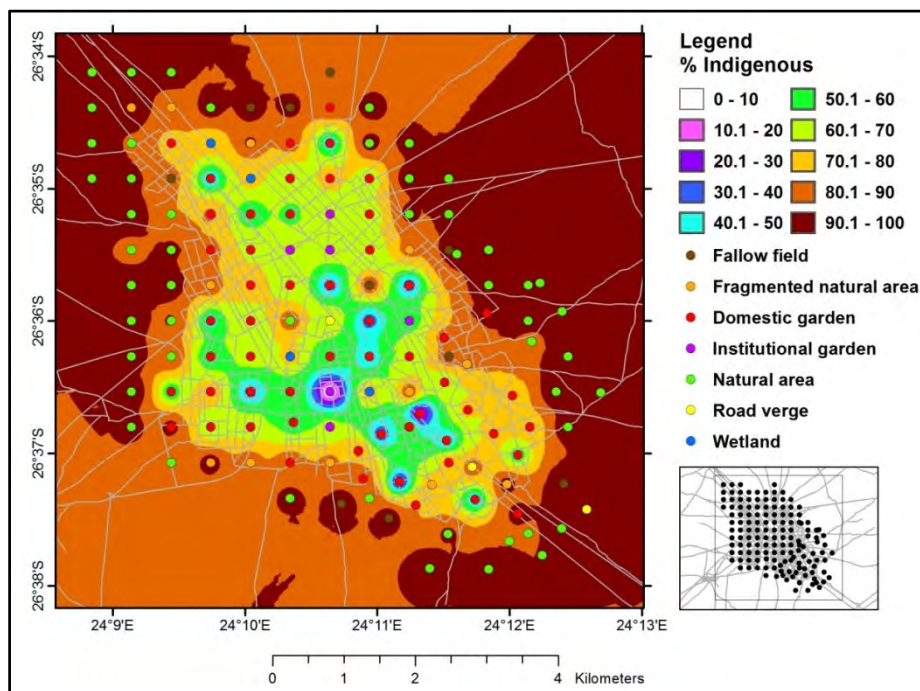 26°34'S
26°35'S
26°36'S
26°37'S
26°38'S
24°9'E 24°10'E 24°11'E 24°12'E 24°13'E
0 0.5 1 2 3 4 Kilometers
Legend
% Indigenous
0 - 10 50.1 - 60
10.1 - 20 60.1 - 70
20.1 - 30 70.1 - 80
30.1 - 40 80.1 - 90
40.1 - 50 90.1 - 100
Fallow field
Fragmented natural area
Domestic garden
Institutional garden
Natural area
Road verge
Wetland